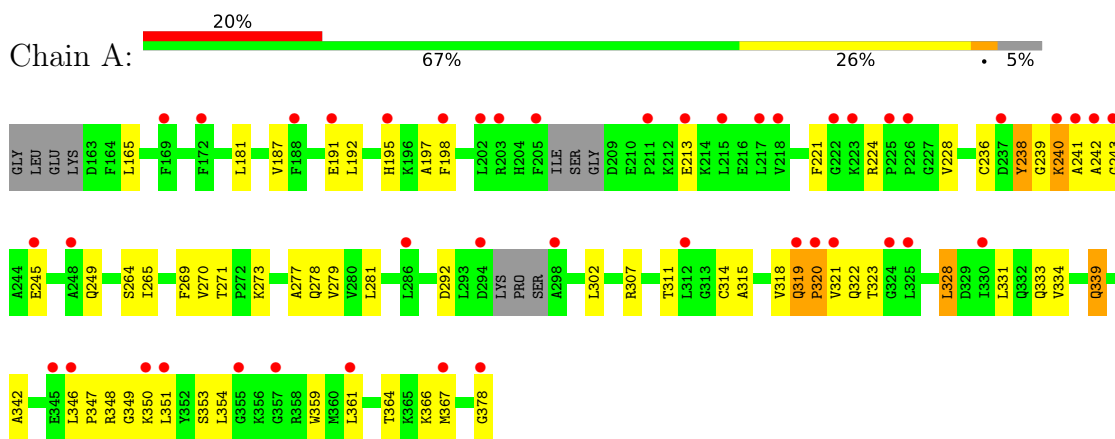 20%
Chain A:
67% 26% • 5%
GLY LEU GLU LYS D163 F164 L165 F169 F172 L181 V187 F188 E191 L192 H195 K196 A197 F198 L202 R203 H204 F205 ILE SER GLY D209 E210 P211 K212 E213 K214 L215 E216 L217 V218 F221 G222 K223 R224 P225 P226 G227 V228 C236 D237 Y238 G239 K240 A241 A242
A244 E245 A248 Q249 S264 I265 F269 V270 T271 P272 K273 A277 Q278 V279 V280 L281 L286 D292 L293 D294 LYS PRO SER A298 L302 R307 T311 L312 G313 C314 A315 V318 Q319 P320 V321 Q322 T323 G324 L325 L328 D329 I330 L331 Q332 Q333 V334 Q339
A342 E345 L346 P347 R348 G349 K350 L351 Y352 S353 L354 G355 K356 G357 R358 W359 M360 L361 T364 K365 K366 M367 G378